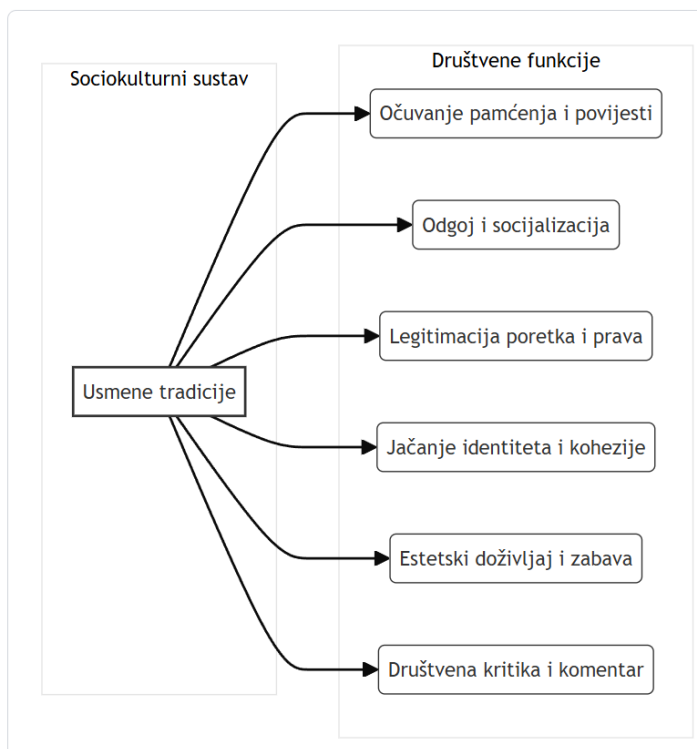 Sociokulturni sustav
Društvene funkcije
Očuvanje pamćenja i povijesti
Odgoj i socijalizacija
Legitimacija poretka i prava
Usmene tradicije
Jačanje identiteta i kohezije
Estetski doživljaj i zabava
Društvena kritika i komentar